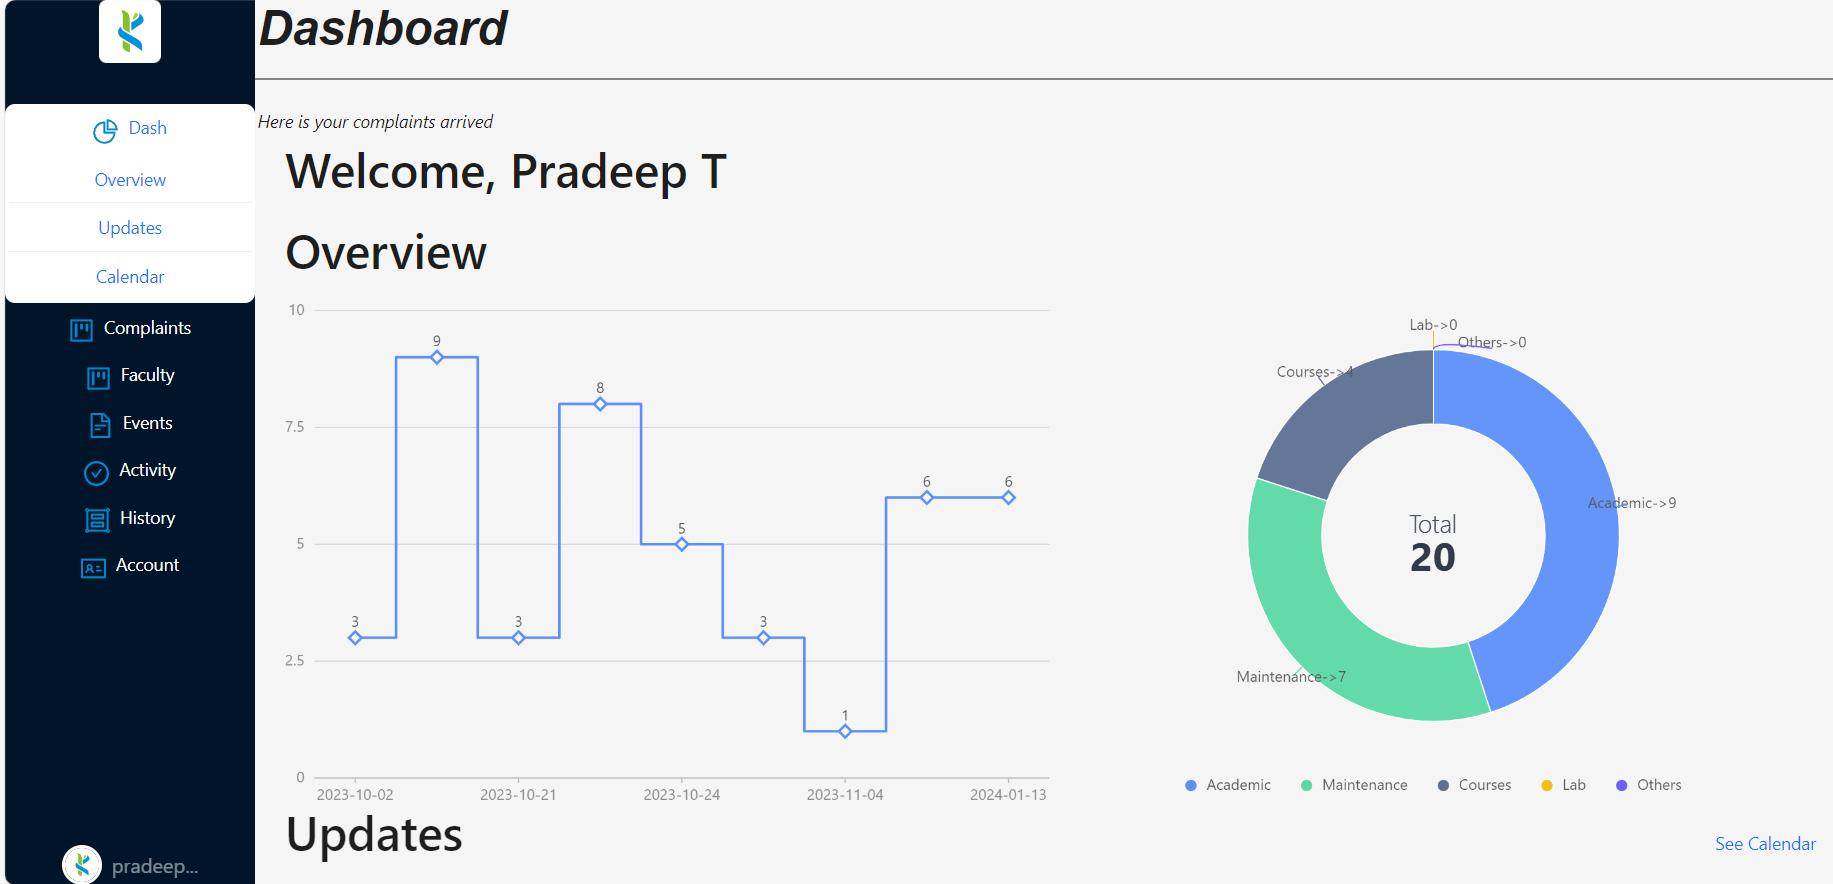 Dashboard
Here is your complaints arrived
Welcome, Pradeep T
Overview
Dash
Overview
Updates
Calendar
Complaints
Faculty
Events
Activity
History
Account
pradeep...
10
7.5
5
2.5
0
3
9
3
8
5
3
1
6
6
2023-10-02
2023-10-21
2023-10-24
2023-11-04
2024-01-13
Lab->0
Others->0
Courses->4
Academic->9
Maintenance->7
Total
20
Academic
Maintenance
Courses
Lab
Others
Updates
See Calendar